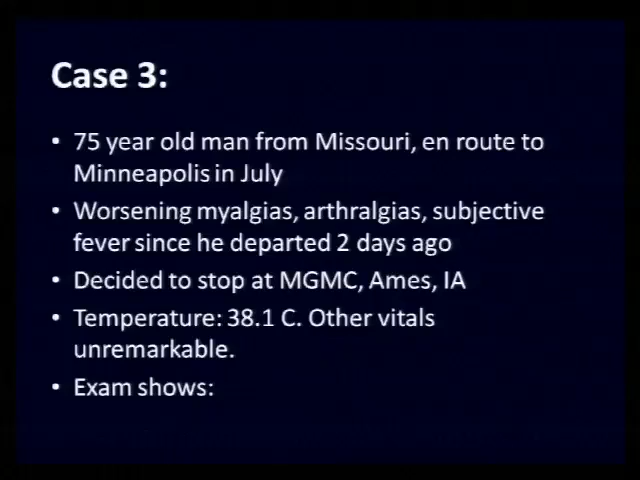 Case 3:
• 75 year old man from Missouri, en route to
Minneapolis in July
• Worsening myalgias, arthralgias, subjective
fever since he departed 2 days ago
• Decided to stop at MGMC, Ames, IA
• Temperature: 38.1 C. Other vitals
unremarkable.
• Exam shows: